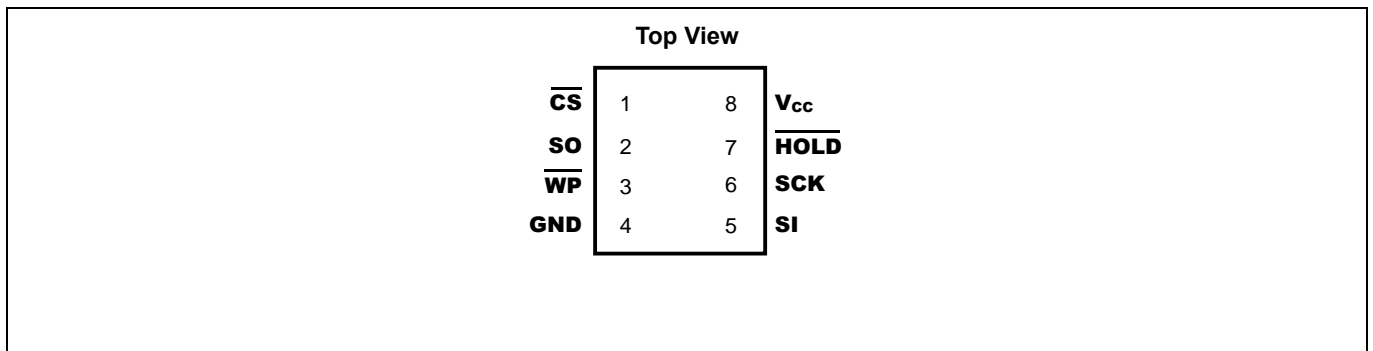 Top View
CS 1 8 Vcc
SO 2 7 HOLD
WP 3 6 SCK
GND 4 5 SI